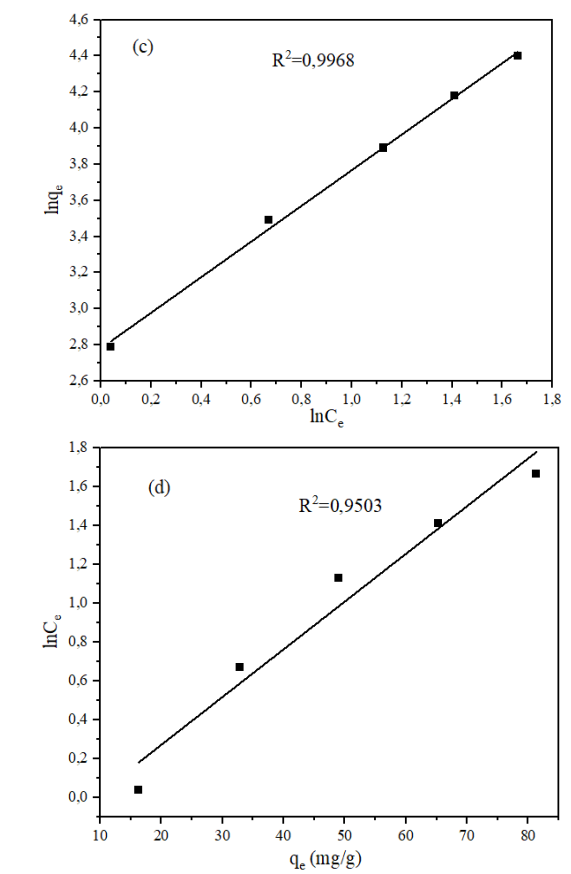 4,6
(c)
R²=0,9968
4,4
4,2
4,0
3,8
3,6
lnqₑ
3,4
3,2
3,0
2,8
2,6
0,0 0,2 0,4 0,6 0,8 1,0 1,2 1,4 1,6 1,8
lnCₑ
1,8
1,6
(d)
R²=0,9503
1,4
1,2
1,0
lnCₑ
0,8
0,6
0,4
0,2
0,0
10 20 30 40 50 60 70 80
qₑ (mg/g)